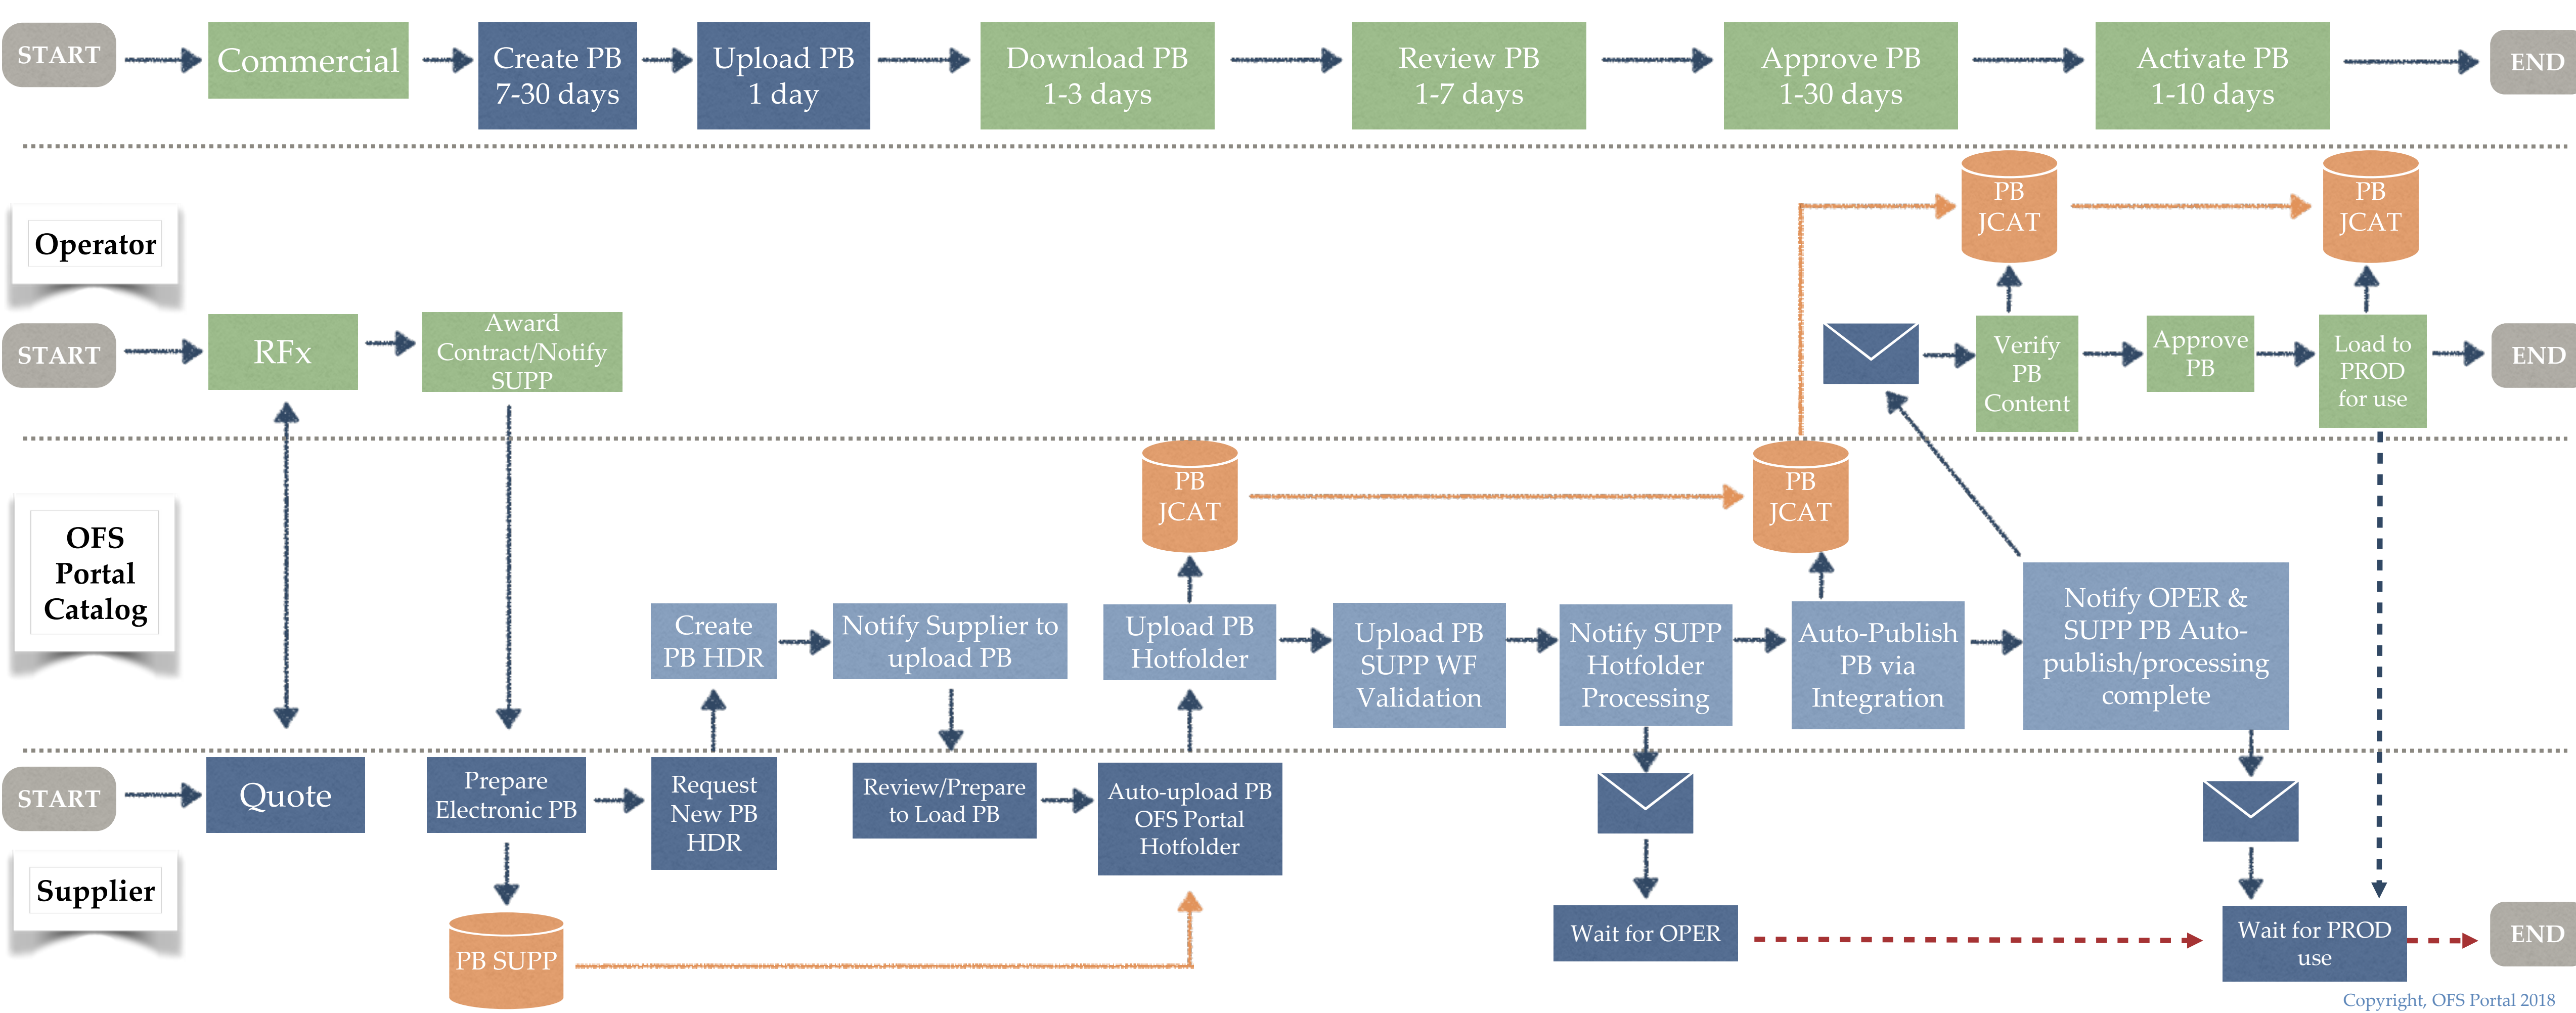 START
Commercial
Create PB
7-30 days
Upload PB
1 day
Download PB
1-3 days
Review PB
1-7 days
Approve PB
1-30 days
Activate PB
1-10 days
END
Operator
START
RFx
Award
Contract/Notify
SUPP
PB
JCAT
PB
JCAT
Verify
PB
Content
Approve
PB
Load to
PROD
for use
END
OFS
Portal
Catalog
PB
JCAT
PB
JCAT
Create
PB HDR
Notify Supplier to
upload PB
Upload PB
Hotfolder
Upload PB
SUPP WF
Validation
Notify SUPP
Hotfolder
Processing
Auto-Publish
PB via
Integration
Notify OPER &
SUPP PB Auto-
publish/processing
complete
START
Quote
Prepare
Electronic PB
Request
New PB
HDR
Review/Prepare
to Load PB
Auto-upload PB
OFS Portal
Hotfolder
Supplier
PB SUPP
Wait for OPER
Wait for PROD
use
END
Copyright, OFS Portal 2018